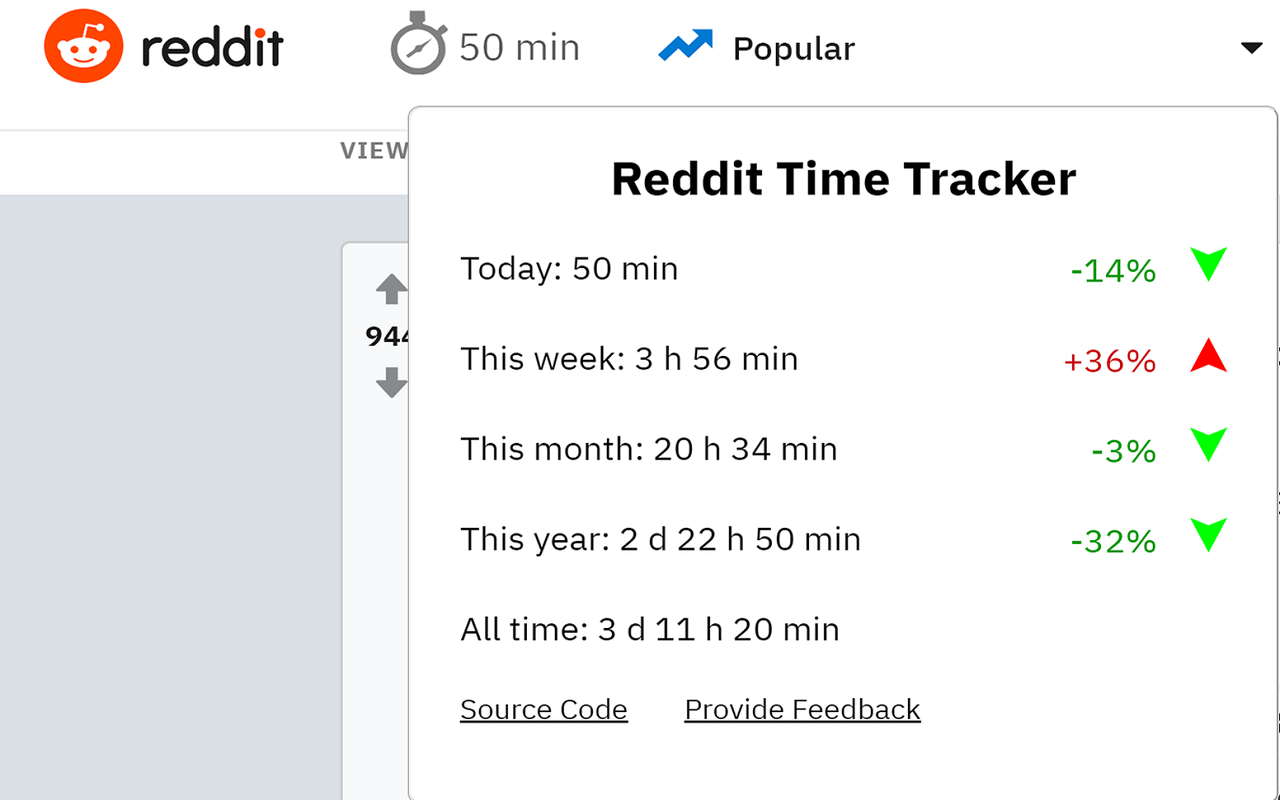 reddit 50 min Popular
VIEW
Reddit Time Tracker
Today: 50 min -14%
944
This week: 3 h 56 min +36%
This month: 20 h 34 min -3%
This year: 2 d 22 h 50 min -32%
All time: 3 d 11 h 20 min
Source Code Provide Feedback